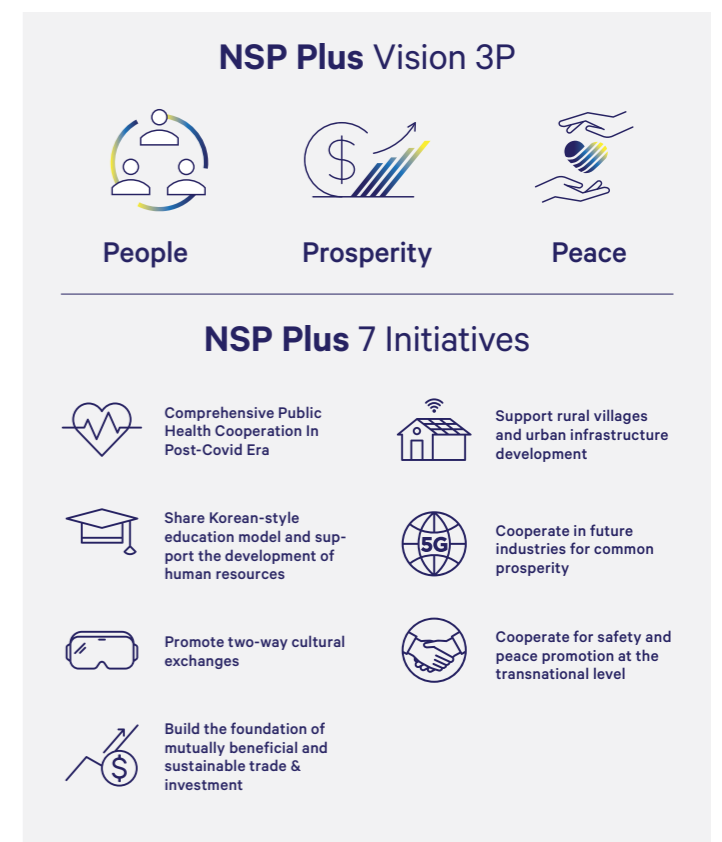 NSP Plus Vision 3P
$
People
Prosperity
Peace
NSP Plus 7 Initiatives
Comprehensive Public
Health Cooperation In
Post-Covid Era
Share Korean-style
education model and sup-
port the development of
human resources
Promote two-way cultural
exchanges
$
Build the foundation of
mutually beneficial and
sustainable trade &
investment
Support rural villages
and urban infrastructure
development
5G
Cooperate in future
industries for common
prosperity
Cooperate for safety and
peace promotion at the
transnational level